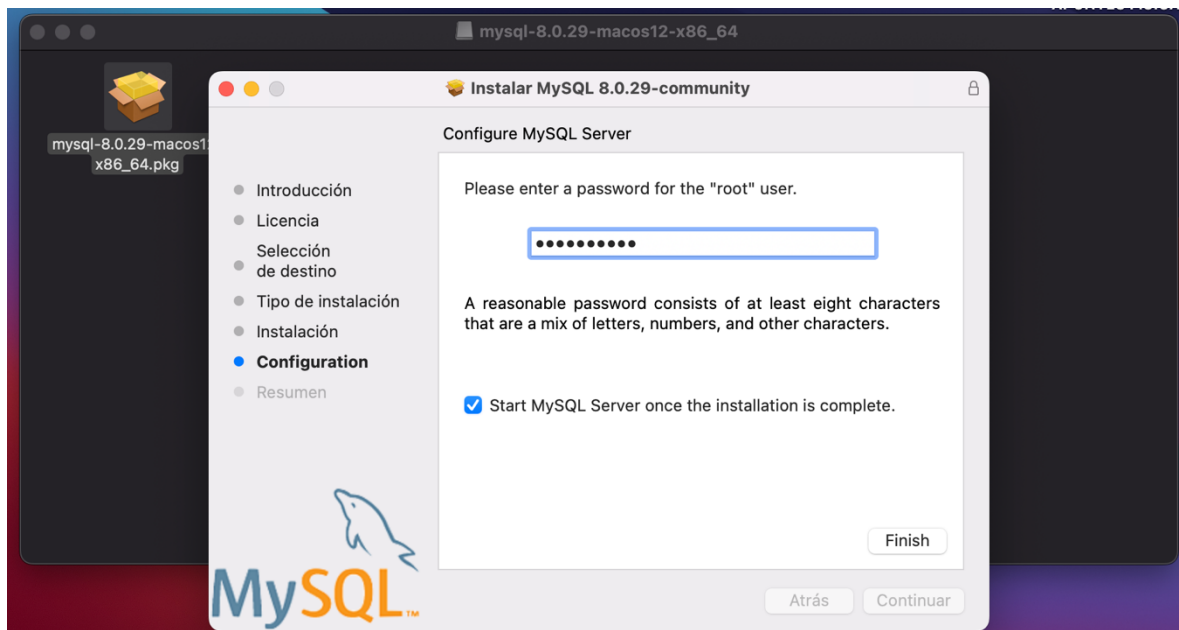 mysql-8.0.29-macos12-x86_64
mysql-8.0.29-macos1
x86_64.pkg
Instalar MySQL 8.0.29-community
Configure MySQL Server
Introducción
Licencia
Selección
de destino
Tipo de instalación
Instalación
Configuration
Resumen
Please enter a password for the "root" user.
A reasonable password consists of at least eight characters
that are a mix of letters, numbers, and other characters.
Start MySQL Server once the installation is complete.
Finish
MySQL™
Atrás
Continuar